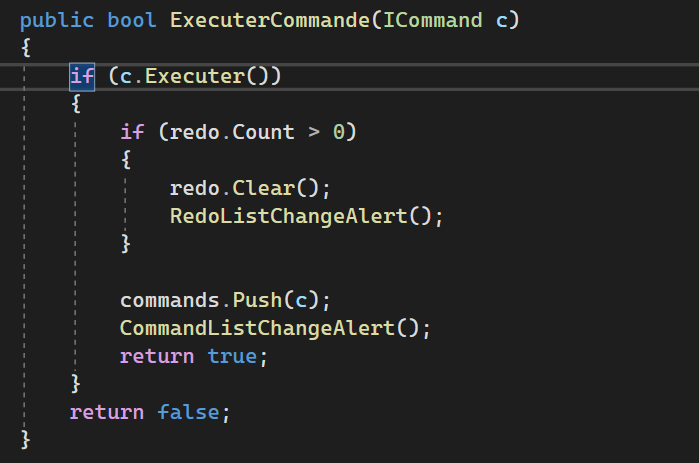 public bool ExecuterCommande(ICommand c)
{
if (c.Executer())
{
if (redo.Count > 0)
{
redo.Clear();
RedoListChangeAlert();
}
commands.Push(c);
CommandListChangeAlert();
return true;
}
return false;
}